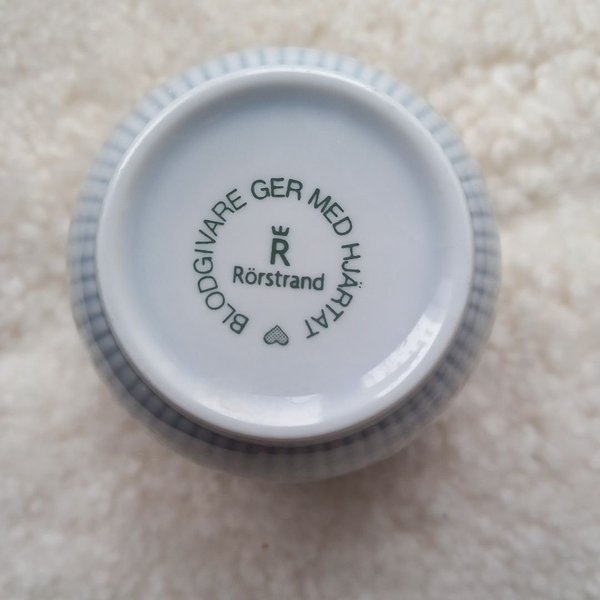 BLODGIVARE GER MED HJÄRTAT
R
Rörstrand